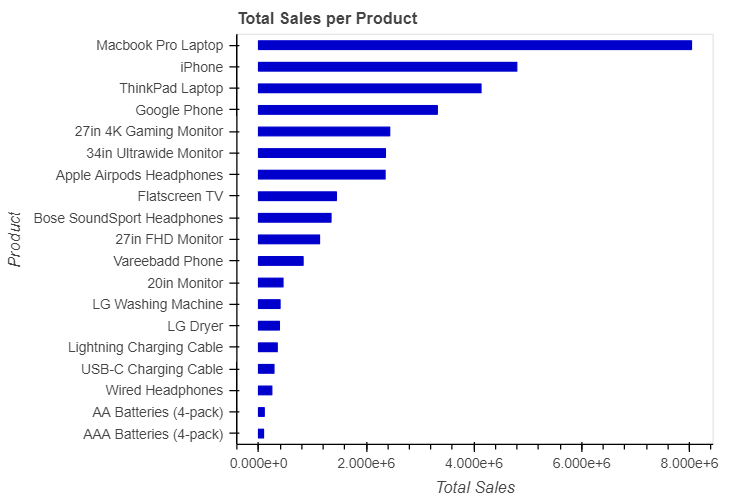 Total Sales per Product
Macbook Pro Laptop
iPhone
ThinkPad Laptop
Google Phone
27in 4K Gaming Monitor
34in Ultrawide Monitor
Apple Airpods Headphones
Flatscreen TV
Bose SoundSport Headphones
27in FHD Monitor
Vareebadd Phone
20in Monitor
LG Washing Machine
LG Dryer
Lightning Charging Cable
USB-C Charging Cable
Wired Headphones
AA Batteries (4-pack)
AAA Batteries (4-pack)
Product
0.000e+0 2.000e+6 4.000e+6 6.000e+6 8.000e+6
Total Sales